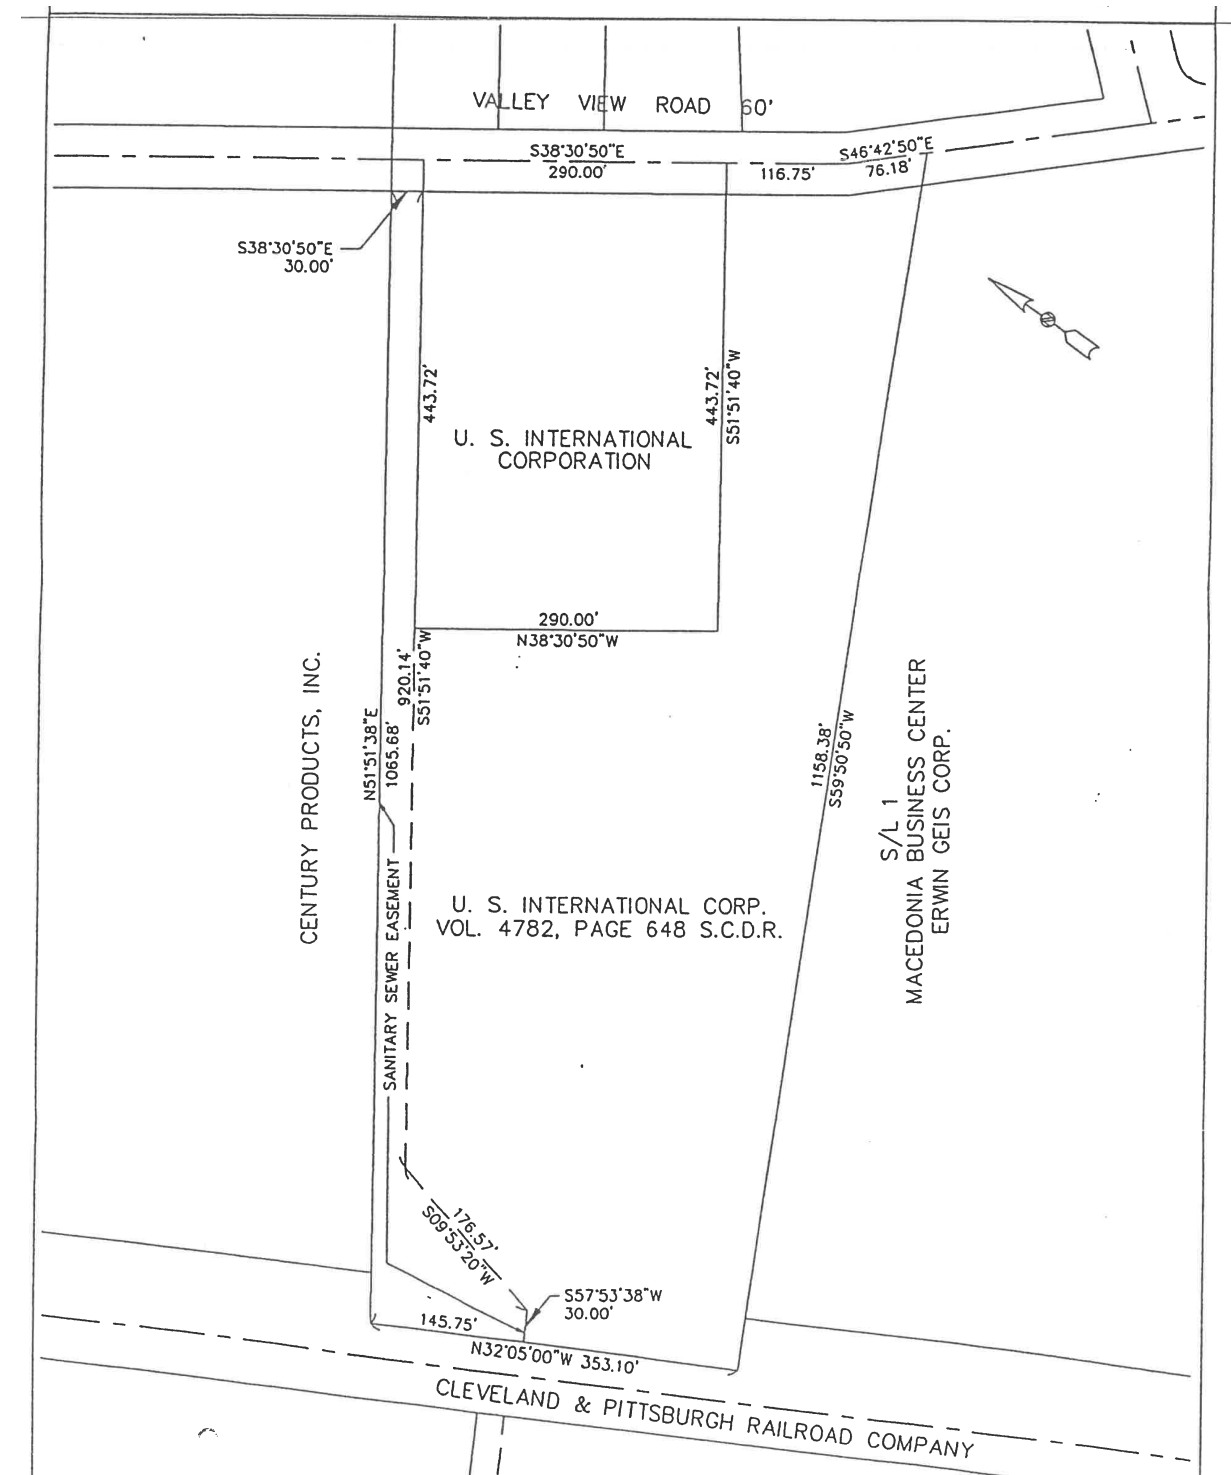 VALLEY VIEW ROAD 60'
S38°30'50"E
290.00'
116.75'
S46°42'50"E
76.18'
S38°30'50"E
30.00'
443.72'
443.72'
S51°51'40"W
U. S. INTERNATIONAL
CORPORATION
290.00'
N38°30'50"W
920.14'
S51°51'40"W
N51°51'38"E
1065.68'
CENTURY PRODUCTS, INC.
SANITARY SEWER EASEMENT
1158.38'
S59°50'50"W
S/L 1
MACEDONIA BUSINESS CENTER
ERWIN GEIS CORP.
U. S. INTERNATIONAL CORP.
VOL. 4782, PAGE 648 S.C.D.R.
176.57'
S09°53'20"W
S57°53'38"W
30.00'
145.75'
N32°05'00"W 353.10'
CLEVELAND & PITTSBURGH RAILROAD COMPANY